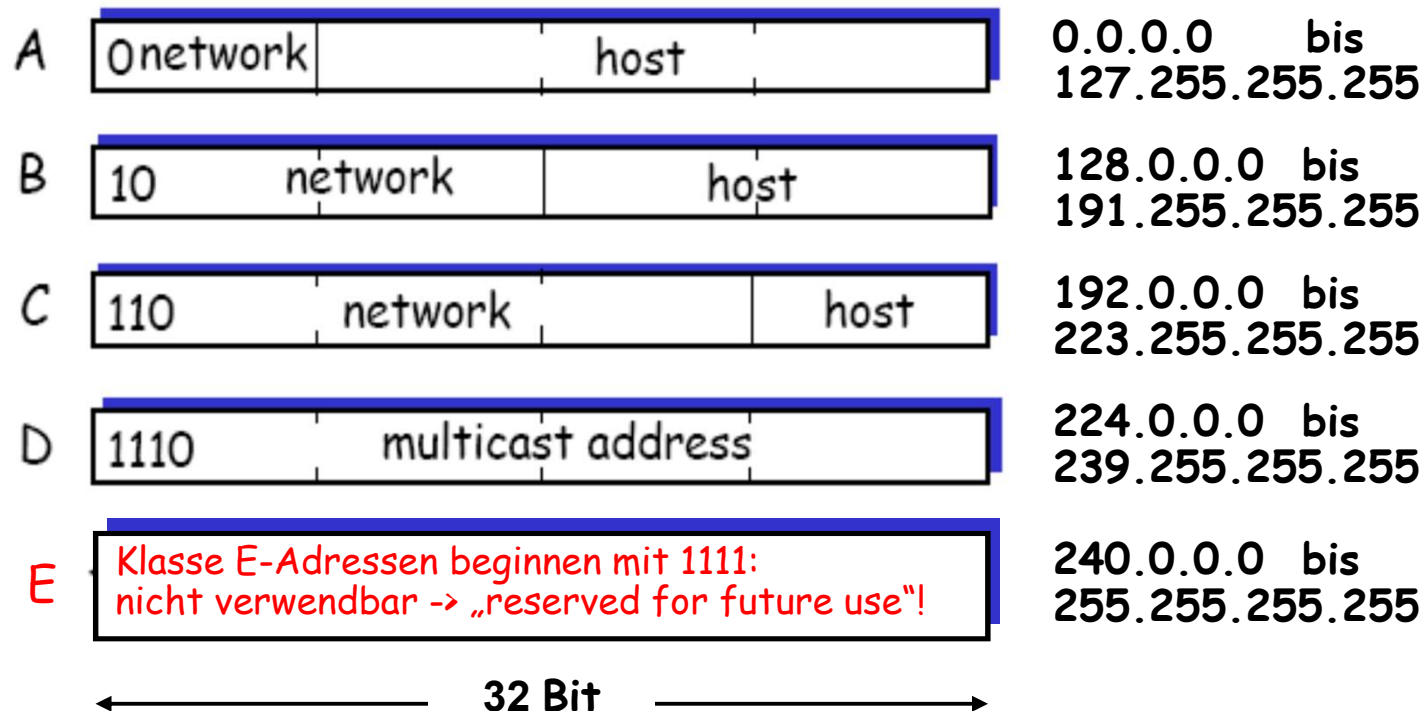 A 0network host 0.0.0.0 bis
127.255.255.255
B 10 network host 128.0.0.0 bis
191.255.255.255
C 110 network host 192.0.0.0 bis
223.255.255.255
D 1110 multicast address 224.0.0.0 bis
239.255.255.255
E Klasse E-Adressen beginnen mit 1111: 240.0.0.0 bis
nicht verwendbar -> „reserved for future use“! 255.255.255.255
32 Bit